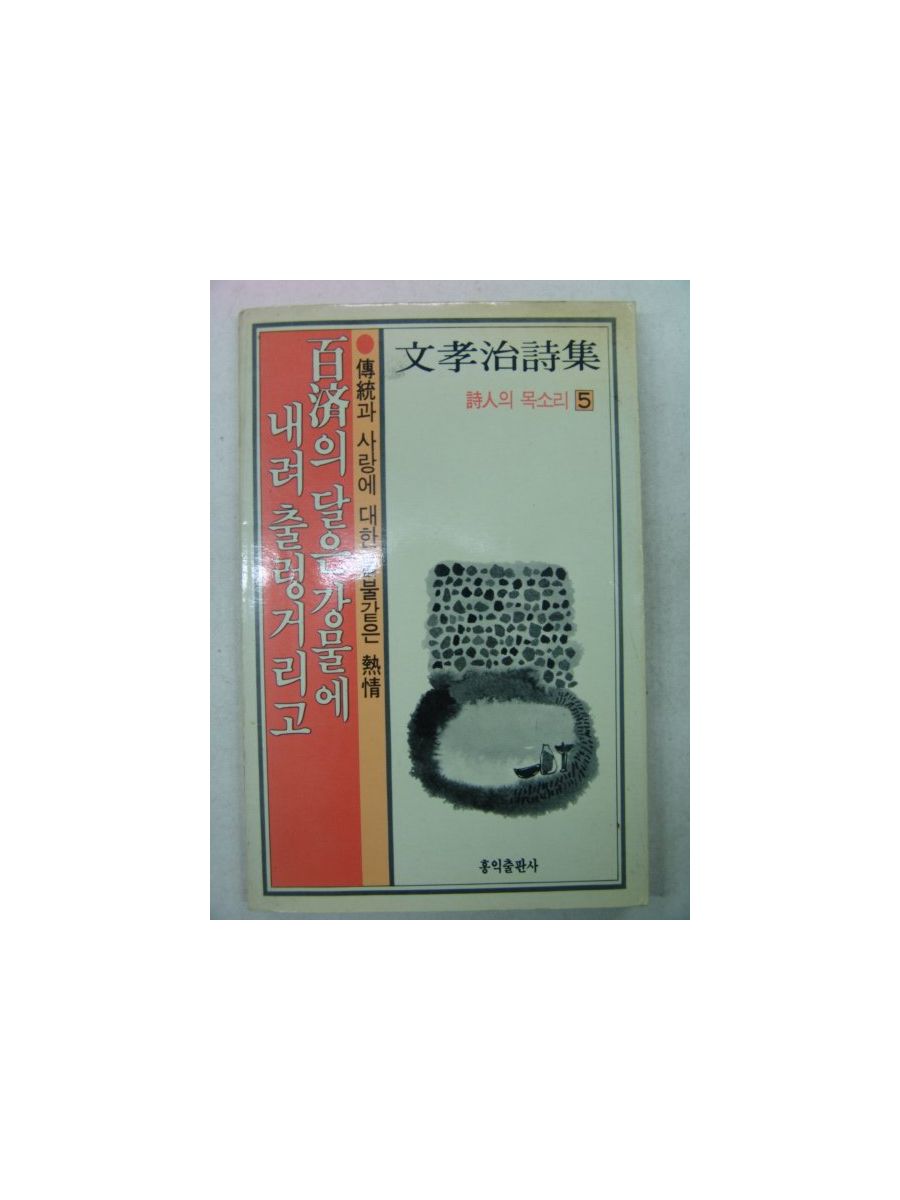 文孝治詩集
詩人의 목소리 5
傳統과 사랑에 대한 불같은 熱情
百済의 달은 강물에
내려 출렁거리고
홍익출판사